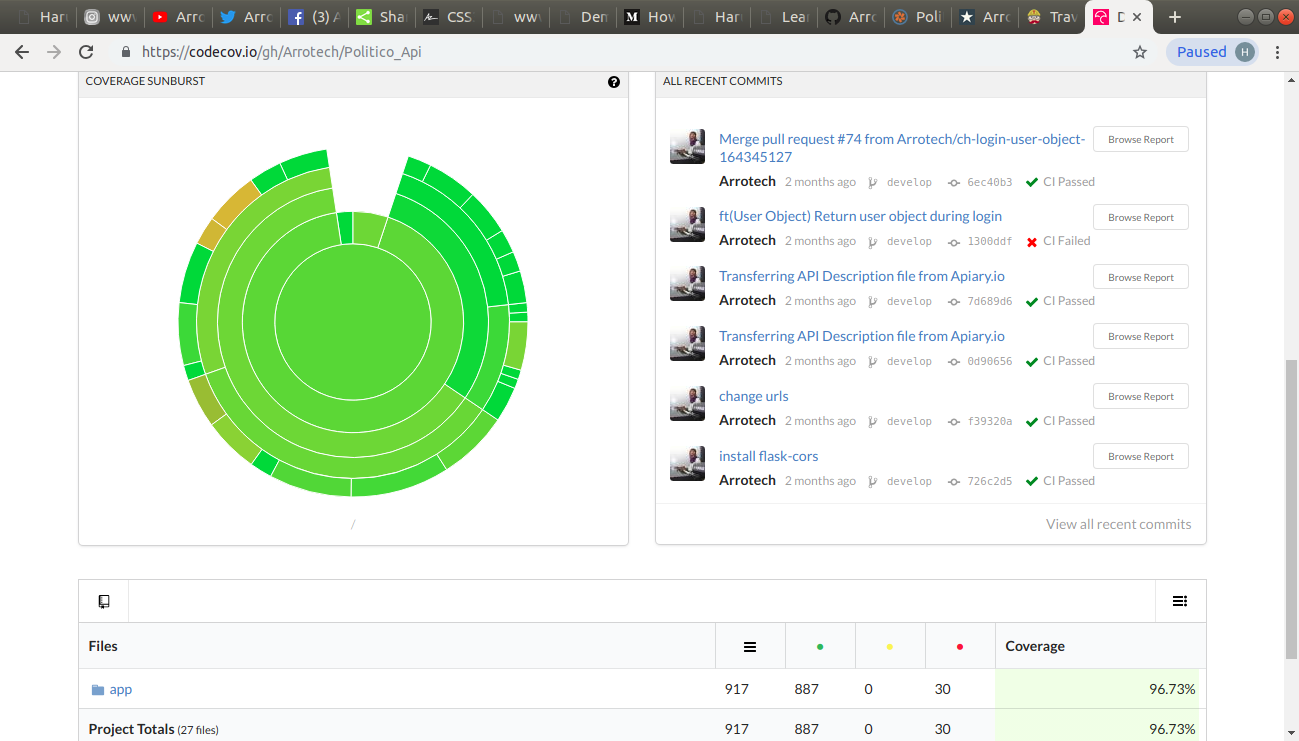 Har
wwv
Arro
Arro
(3) A
Sha
CSS
wwv
Den
Hov
Har
Lear
Arro
Poli
Arro
Trav
D
https://codecov.io/gh/Arrotech/Politico_Api
Paused H
COVERAGE SUNBURST
/
ALL RECENT COMMITS
Merge pull request #74 from Arrotech/ch-login-user-object-
164345127
Browse Report
Arrotech 2 months ago develop 6ec40b3 CI Passed
ft(User Object) Return user object during login
Browse Report
Arrotech 2 months ago develop 1300ddf CI Failed
Transferring API Description file from Apiary.io
Browse Report
Arrotech 2 months ago develop 7d689d6 CI Passed
Transferring API Description file from Apiary.io
Browse Report
Arrotech 2 months ago develop 0d90656 CI Passed
change urls
Browse Report
Arrotech 2 months ago develop f39320a CI Passed
install flask-cors
Browse Report
Arrotech 2 months ago develop 726c2d5 CI Passed
View all recent commits
Files Coverage
app 917 887 0 30 96.73%
Project Totals (27 files) 917 887 0 30 96.73%